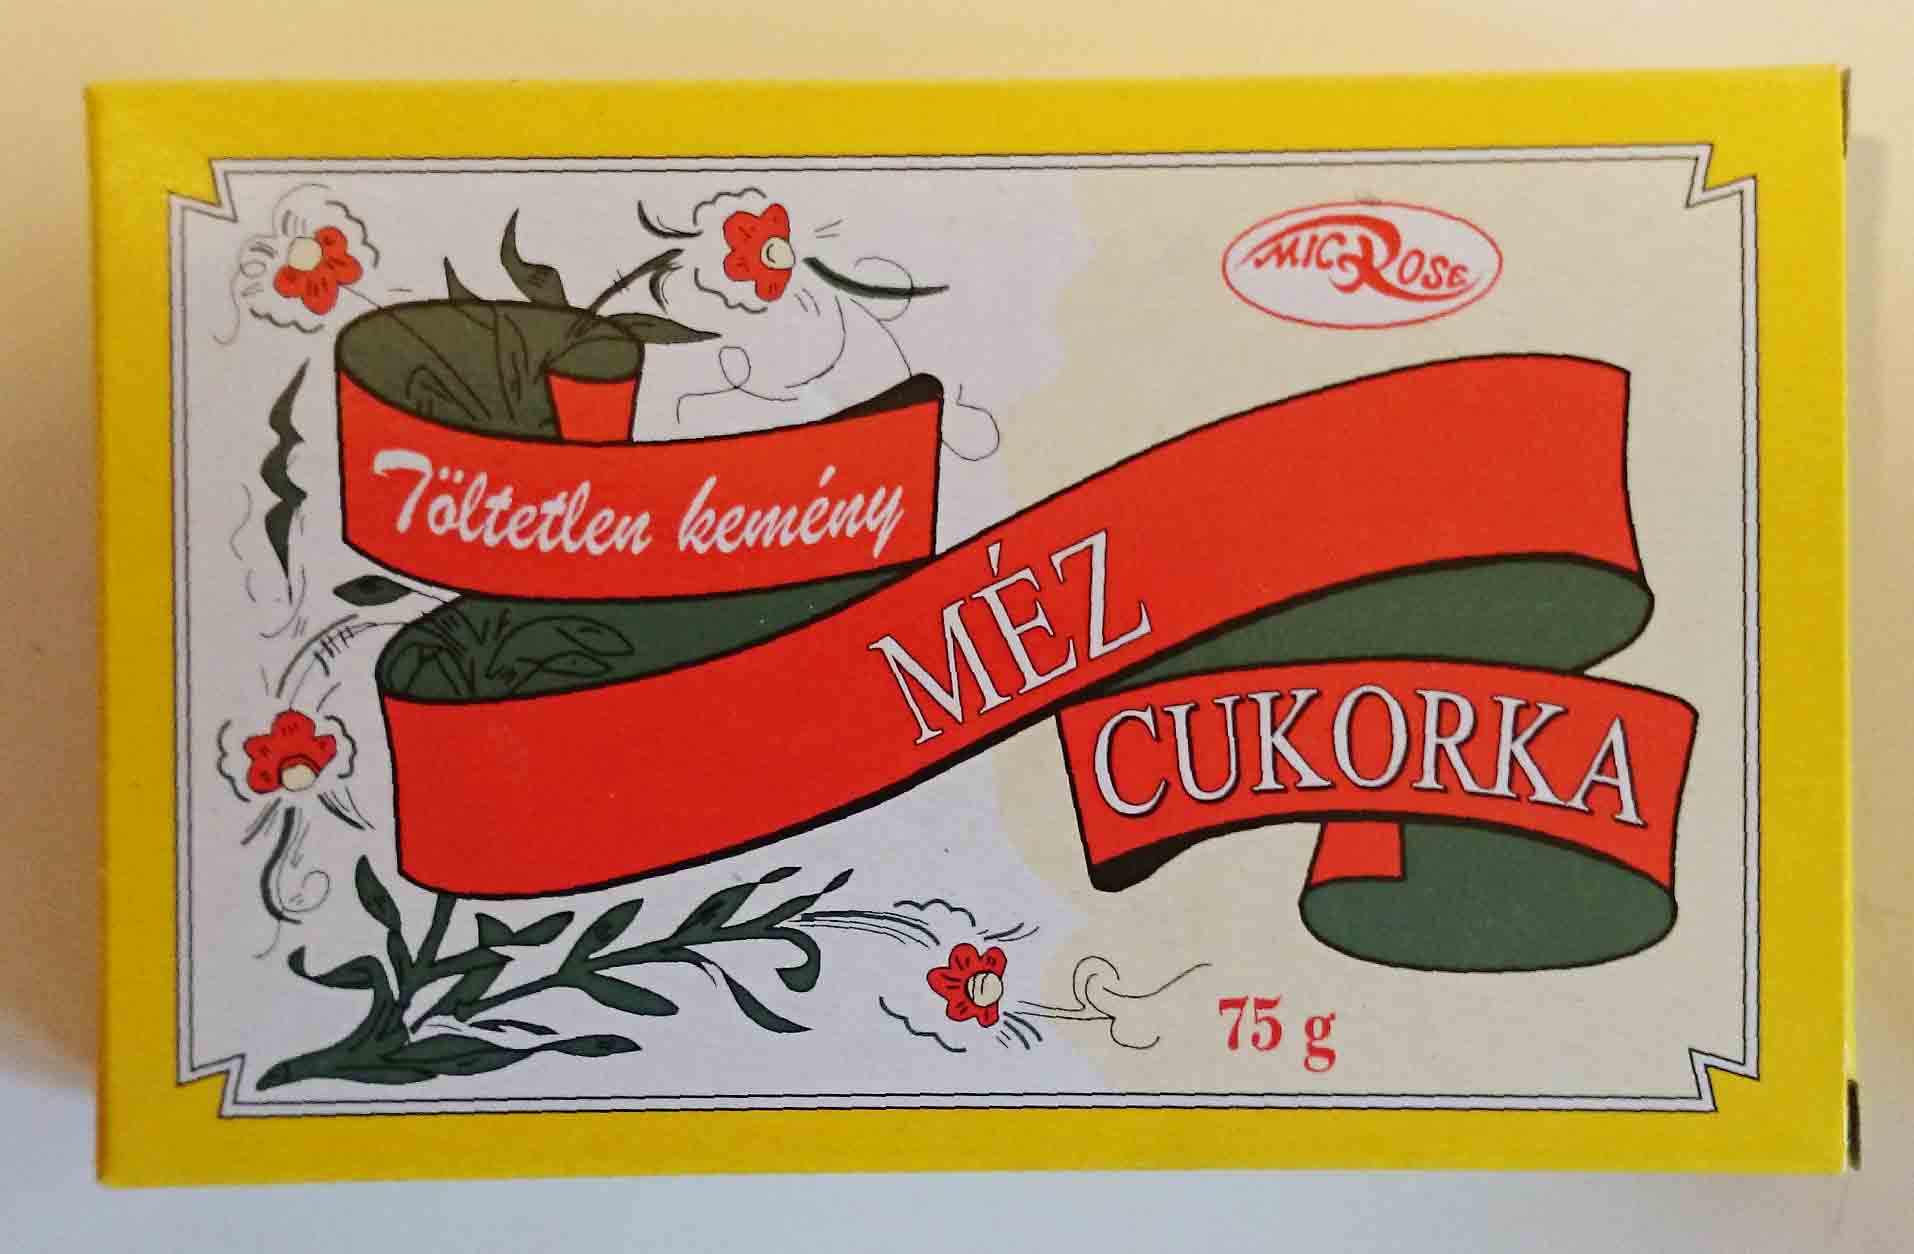 MICROSE
Töltetlen kemény
MÉZ
CUKORKA
75 g